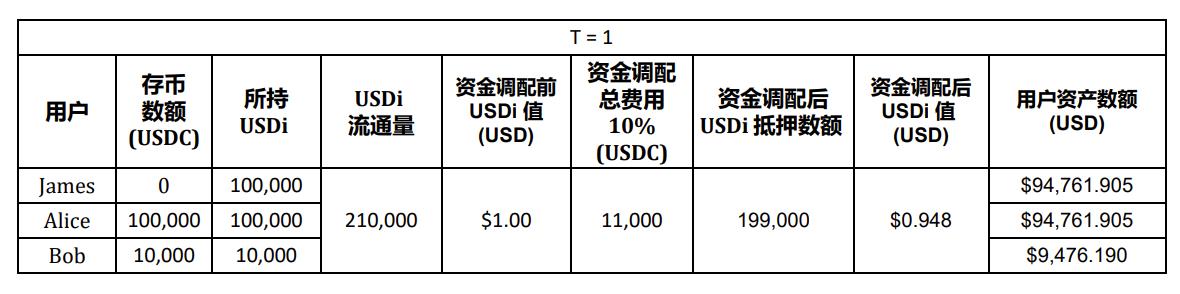 T = 1
用户
存币
数额
(USDC)
所持
USDi
USDi
流通量
资金调配前
USDi 值
(USD)
资金调配
总费用
10%
(USDC)
资金调配后
USDi 抵押数额
资金调配后
USDi 值
(USD)
用户资产数额
(USD)
James
0
100,000
210,000
$1.00
11,000
199,000
$0.948
$94,761.905
Alice
100,000
100,000
$94,761.905
Bob
10,000
10,000
$9,476.190